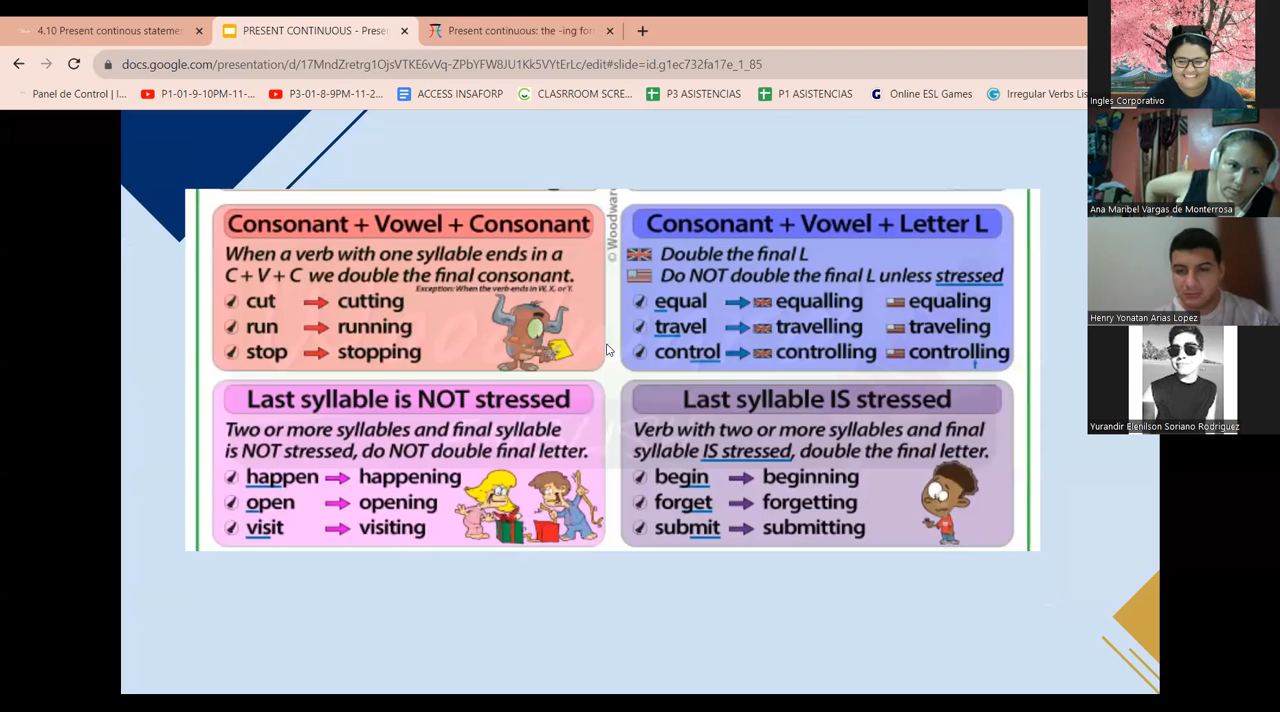 4.10 Present continous stateme
PRESENT CONTINUOUS - Prese
Present continuous: the -ing for
docs.google.com/presentation/d/17MndZretrg1OjsVTKE6vVq-ZPbYFW8JU1Kk5VYtErLc/edit#slide=id.g1ec732fa17e_1_85
Panel de Control | I...
P1-01-9-10PM-11-...
P3-01-8-9PM-11-2...
ACCESS INSAFORP
CLASRROOM SCRE...
P3 ASISTENCIAS
P1 ASISTENCIAS
Online ESL Games
Irregular Verbs Lis
Consonant + Vowel + Consonant
When a verb with one syllable ends in a
C + V + C we double the final consonant.
Exception: When the verb ends in W, X, or Y.
cut cutting
run running
stop stopping
© Woodwar
Consonant + Vowel + Letter L
Double the final L
Do NOT double the final L unless stressed
equal equalling equaling
travel travelling traveling
control controlling controlling
Last syllable is NOT stressed
Two or more syllables and final syllable
is NOT stressed, do NOT double final letter.
happen happening
open opening
visit visiting
Last syllable IS stressed
Verb with two or more syllables and final
syllable IS stressed, double the final letter.
begin beginning
forget forgetting
submit submitting
Ingles Corporativo
Ana Maribel Vargas de Monterrosa
Henry Yonatan Arias Lopez
Yurandir Elenilson Soriano Rodriguez